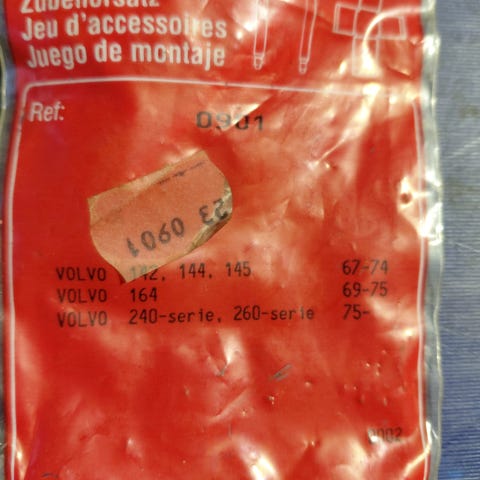 Zubehörsatz
Jeu d'accessoires
Juego de montaje
Ref:
0901
23 0901
VOLVO 142, 144, 145 67-74
VOLVO 164 69-75
VOLVO 240-serie, 260-serie 75-